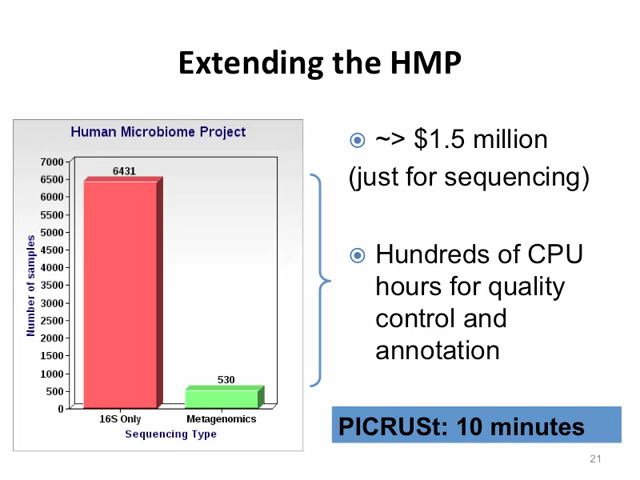 Extending the HMP
Human Microbiome Project
Number of samples
7000
6500
6000
5500
5000
4500
4000
3500
3000
2500
2000
1500
1000
500
0
6431
530
16S Only
Metagenomics
Sequencing Type
~> $1.5 million
(just for sequencing)
Hundreds of CPU
hours for quality
control and
annotation
PICRUSt: 10 minutes
21